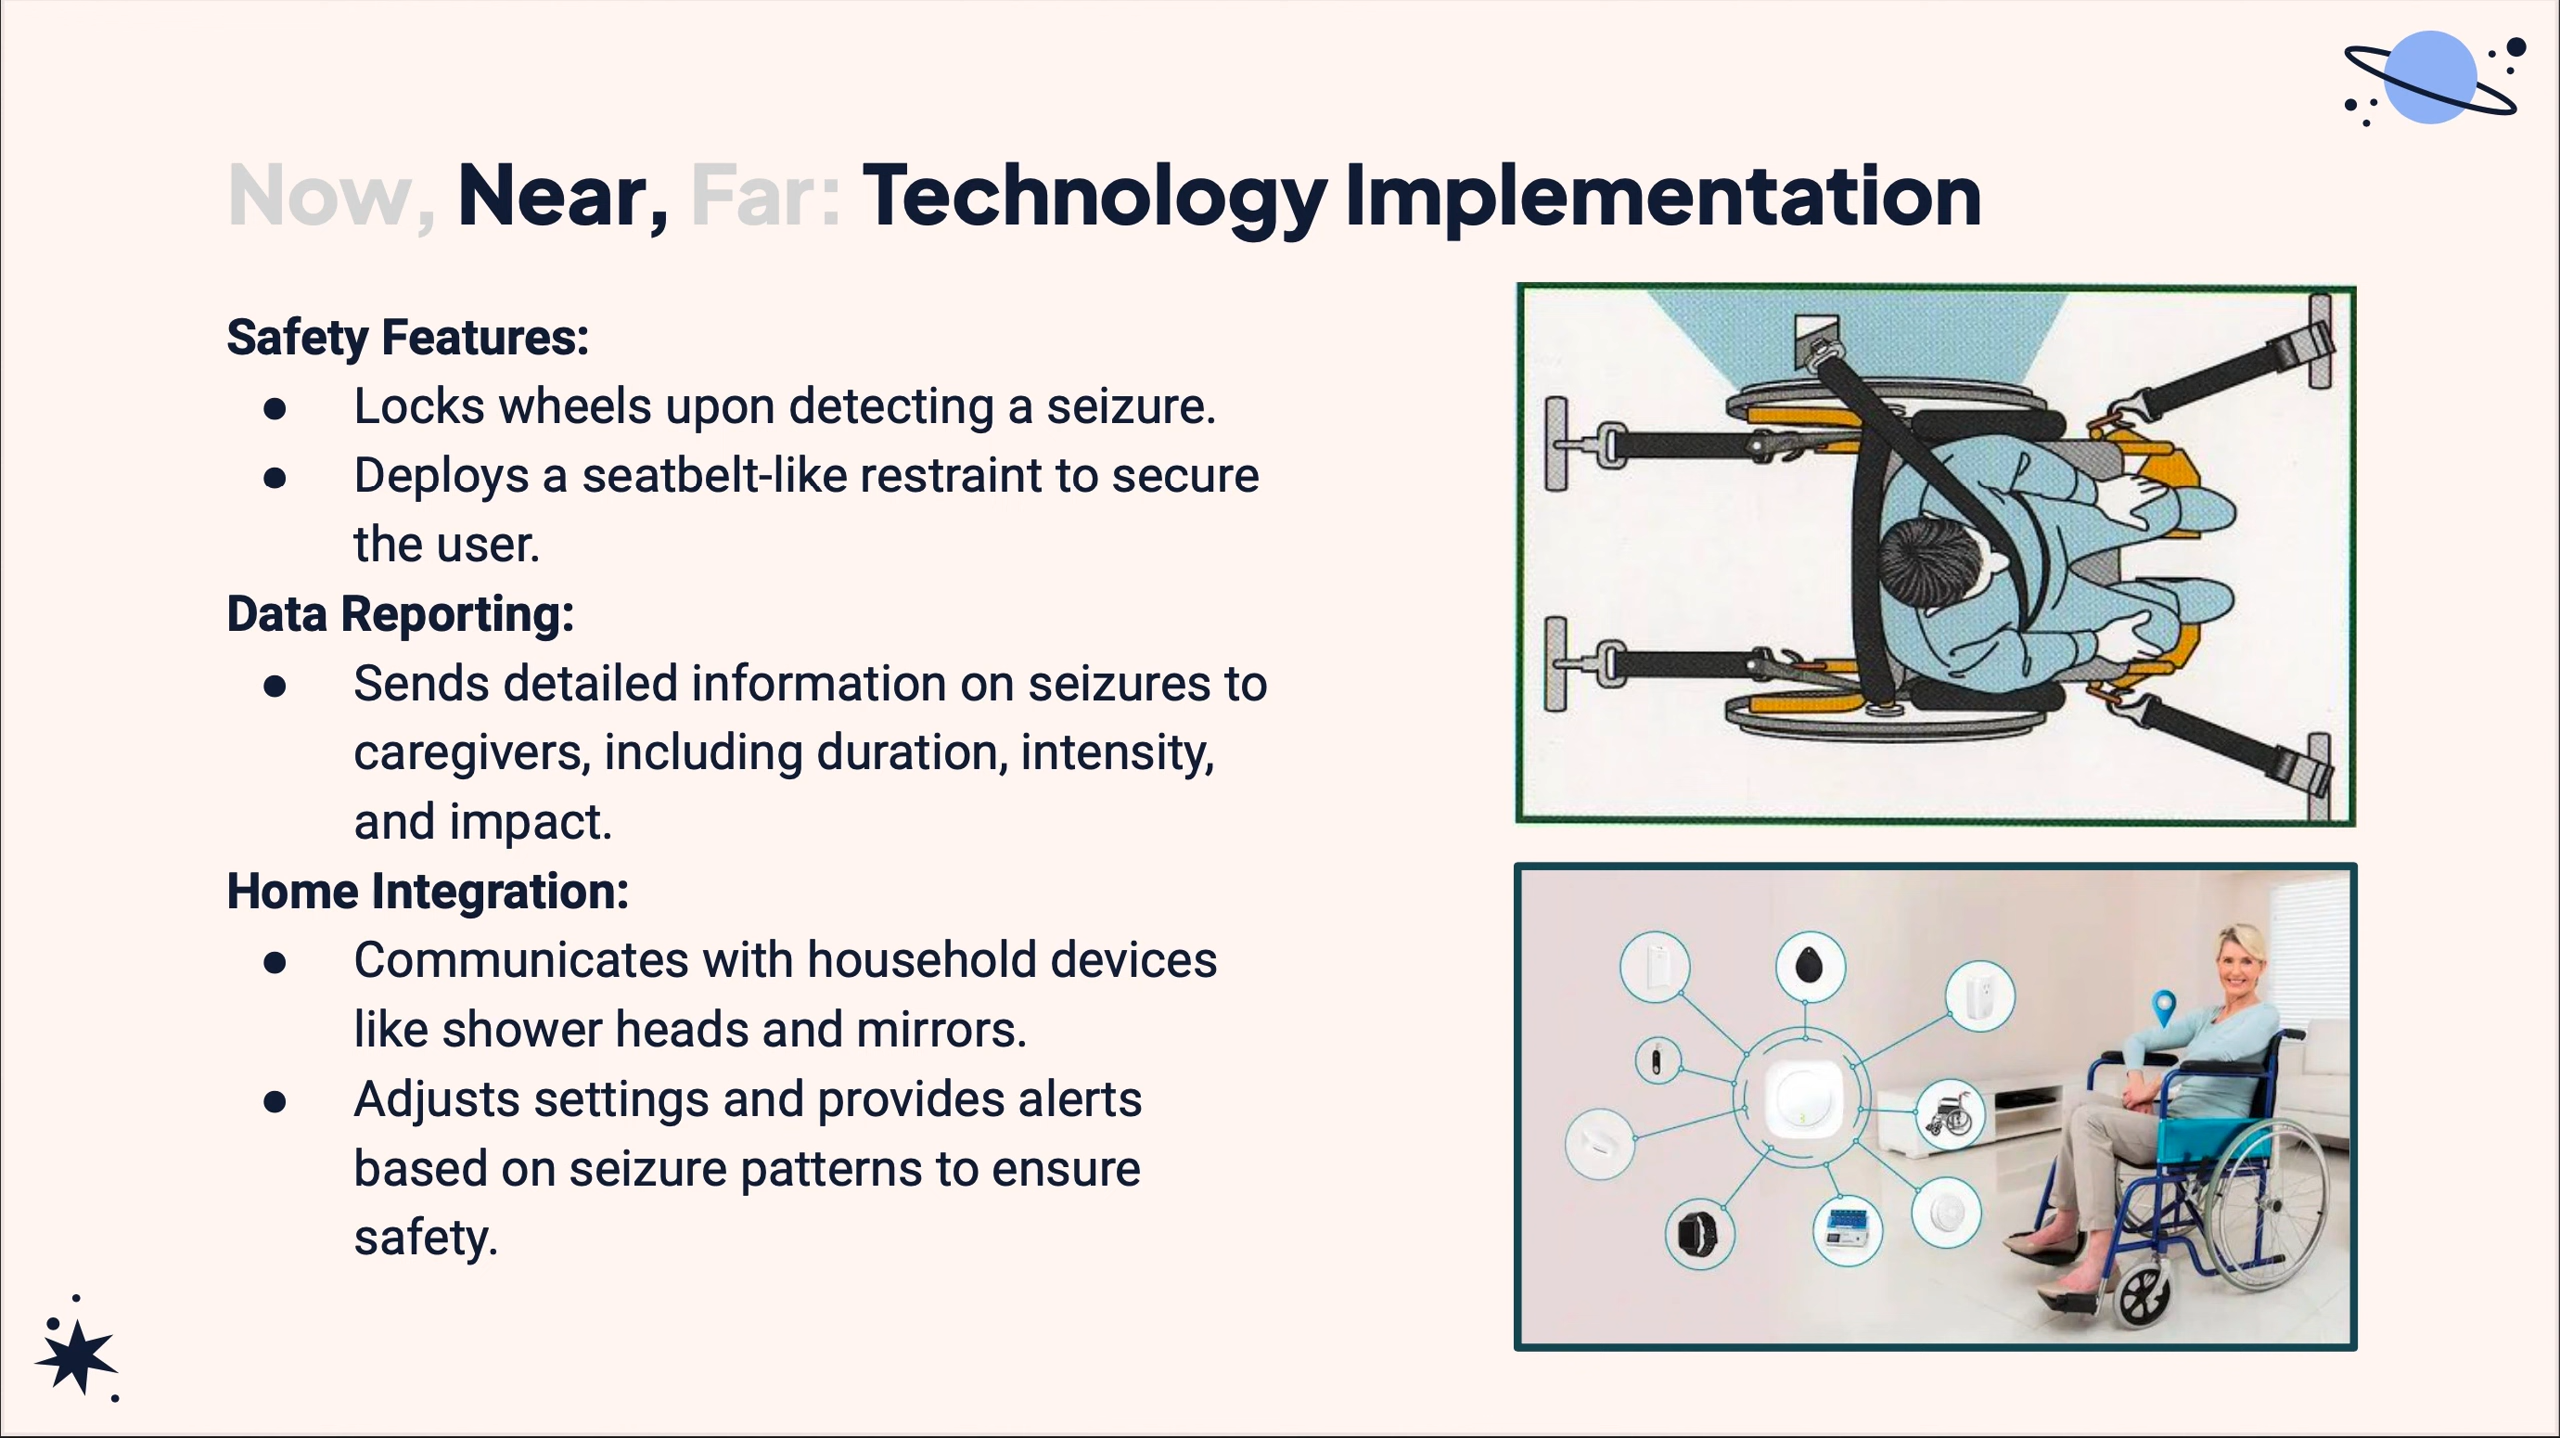 Now, Near, Far: Technology Implementation
Safety Features:
● Locks wheels upon detecting a seizure.
● Deploys a seatbelt-like restraint to secure
the user.
Data Reporting:
● Sends detailed information on seizures to
caregivers, including duration, intensity,
and impact.
Home Integration:
● Communicates with household devices
like shower heads and mirrors.
● Adjusts settings and provides alerts
based on seizure patterns to ensure
safety.